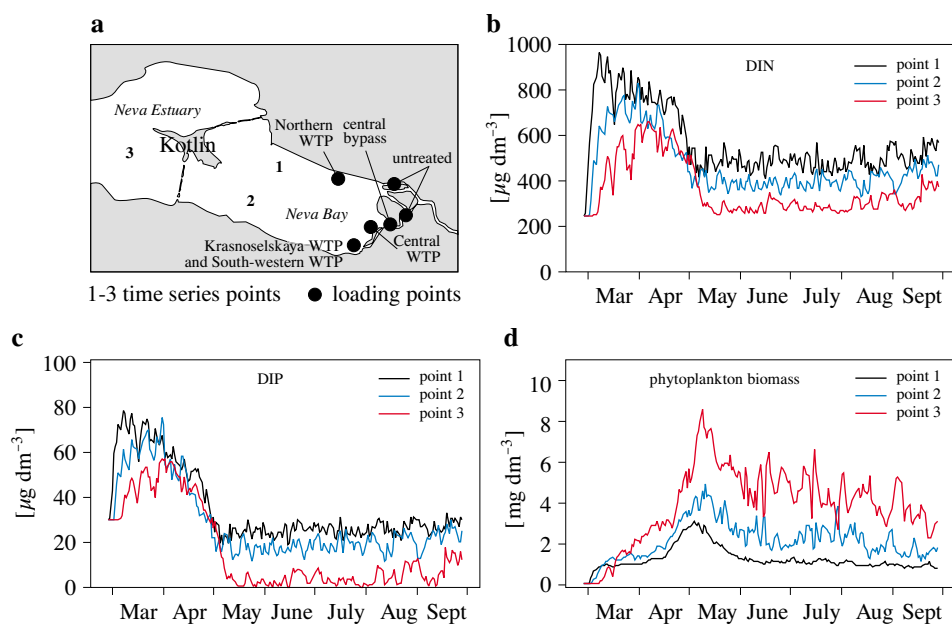 a
Neva Estuary
Kotlin
3
1
2
Neva Bay
Northern
WTP
central
bypass
untreated
Krasnoselskaya WTP
and South-western WTP
Central
WTP
1-3 time series points
loading points
b
DIN
point 1
point 2
point 3
[µg dm⁻³]
1000
800
600
400
200
0
Mar Apr May June July Aug Sept
c
DIP
point 1
point 2
point 3
[µg dm⁻³]
100
80
60
40
20
0
Mar Apr May June July Aug Sept
d
phytoplankton biomass
point 1
point 2
point 3
[mg dm⁻³]
10
8
6
4
2
0
Mar Apr May June July Aug Sept